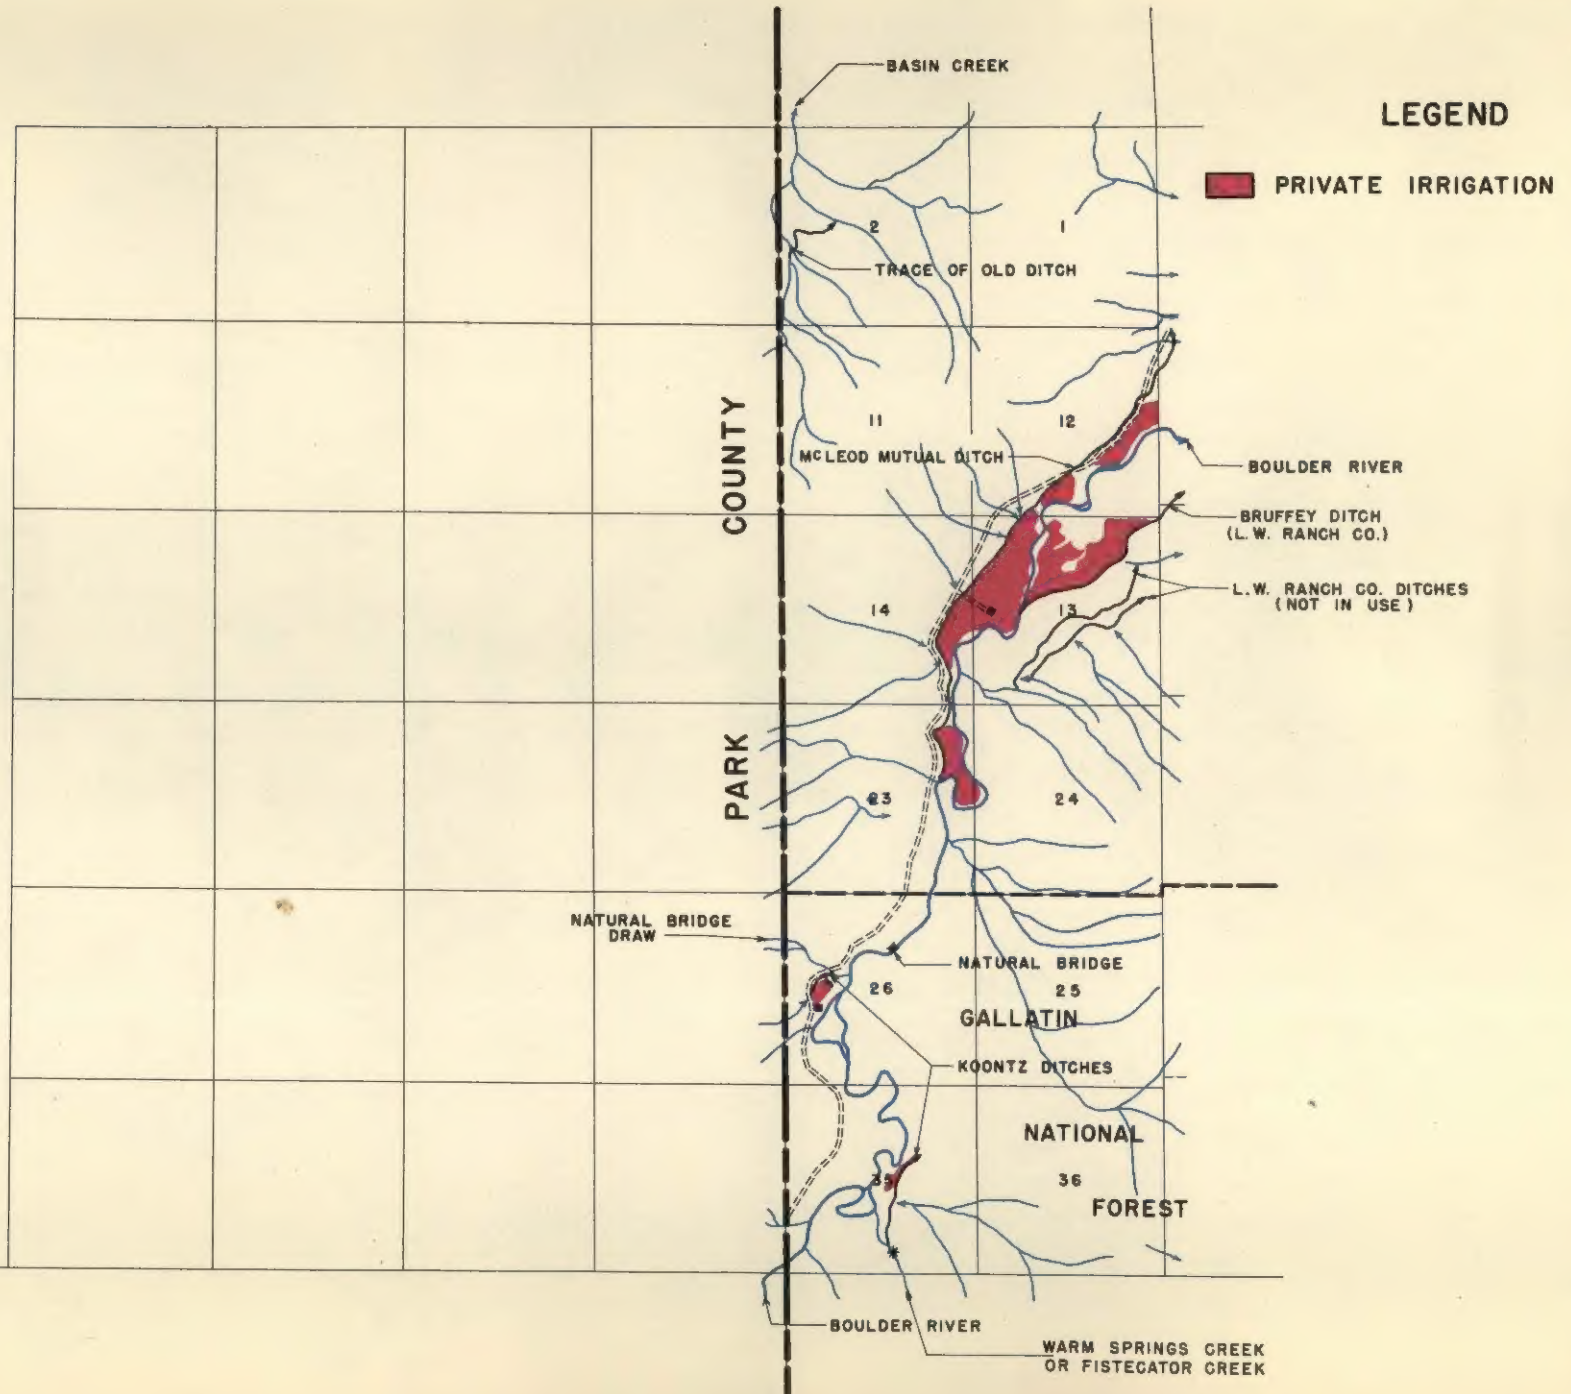 BASIN CREEK
LEGEND
PRIVATE IRRIGATION
2
1
TRACE OF OLD DITCH
11
12
MCLEOD MUTUAL DITCH
BOULDER RIVER
COUNTY
BRUFFEY DITCH
(L.W. RANCH CO.)
L.W. RANCH CO. DITCHES
(NOT IN USE)
14
13
PARK
23
24
NATURAL BRIDGE
DRAW
NATURAL BRIDGE
26
25
GALLATIN
KOONTZ DITCHES
NATIONAL
35
36
FOREST
BOULDER RIVER
WARM SPRINGS CREEK
OR FISTEGATOR CREEK